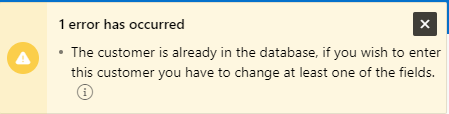 1 error has occurred
• The customer is already in the database, if you wish to enter
this customer you have to change at least one of the fields.